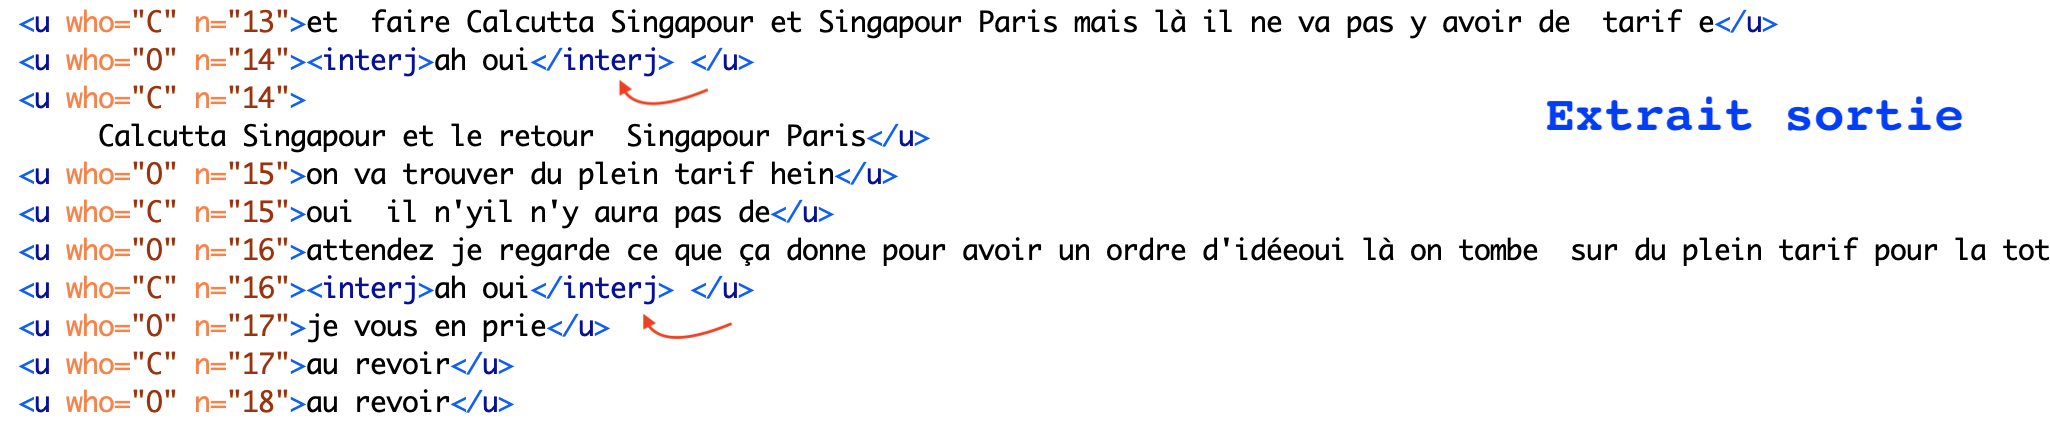 <u who="C" n="13">et  faire Calcutta Singapour et Singapour Paris mais là il ne va pas y avoir de  tarif e</u>
<u who="O" n="14"><interj>ah oui</interj> </u>
<u who="C" n="14">
Extrait sortie
Calcutta Singapour et le retour  Singapour Paris</u>
<u who="O" n="15">on va trouver du plein tarif hein</u>
<u who="C" n="15">oui  il n'yil n'y aura pas de</u>
<u who="O" n="16">attendez je regarde ce que ça donne pour avoir un ordre d'idéeoui là on tombe  sur du plein tarif pour la tot
<u who="C" n="16"><interj>ah oui</interj> </u>
<u who="O" n="17">je vous en prie</u>
<u who="C" n="17">au revoir</u>
<u who="O" n="18">au revoir</u>